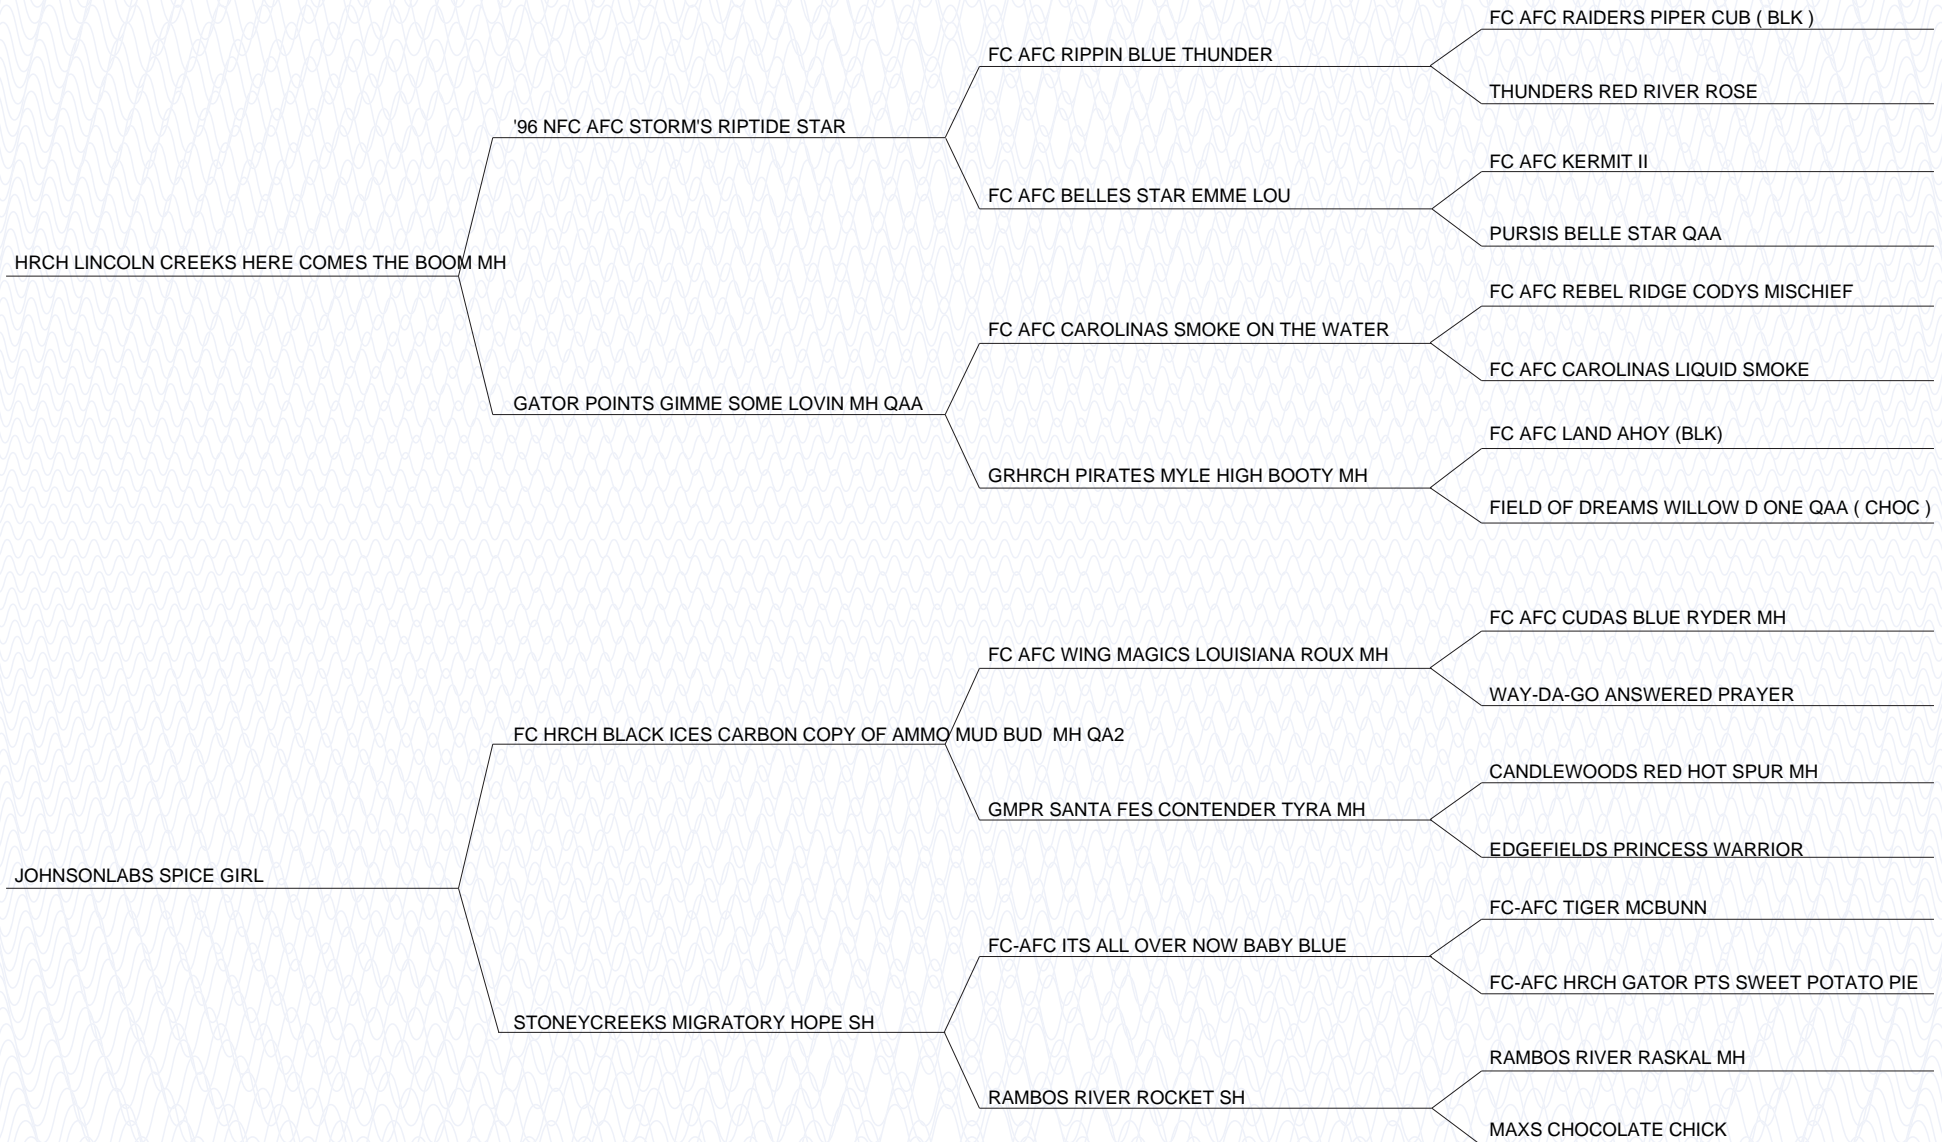 FC AFC RAIDERS PIPER CUB ( BLK )
FC AFC RIPPIN BLUE THUNDER
THUNDERS RED RIVER ROSE
'96 NFC AFC STORM'S RIPTIDE STAR
FC AFC KERMIT II
FC AFC BELLES STAR EMME LOU
PURSIS BELLE STAR QAA
HRCH LINCOLN CREEKS HERE COMES THE BOOM MH
FC AFC REBEL RIDGE CODYS MISCHIEF
FC AFC CAROLINAS SMOKE ON THE WATER
FC AFC CAROLINAS LIQUID SMOKE
GATOR POINTS GIMME SOME LOVIN MH QAA
FC AFC LAND AHOY (BLK)
GRHRCH PIRATES MYLE HIGH BOOTY MH
FIELD OF DREAMS WILLOW D ONE QAA ( CHOC )
FC AFC CUDAS BLUE RYDER MH
FC AFC WING MAGICS LOUISIANA ROUX MH
WAY-DA-GO ANSWERED PRAYER
FC HRCH BLACK ICES CARBON COPY OF AMMO MUD BUD  MH QA2
CANDLEWOODS RED HOT SPUR MH
GMPR SANTA FES CONTENDER TYRA MH
EDGEFIELDS PRINCESS WARRIOR
JOHNSONLABS SPICE GIRL
FC-AFC TIGER MCBUNN
FC-AFC ITS ALL OVER NOW BABY BLUE
FC-AFC HRCH GATOR PTS SWEET POTATO PIE
STONEYCREEKS MIGRATORY HOPE SH
RAMBOS RIVER RASKAL MH
RAMBOS RIVER ROCKET SH
MAXS CHOCOLATE CHICK